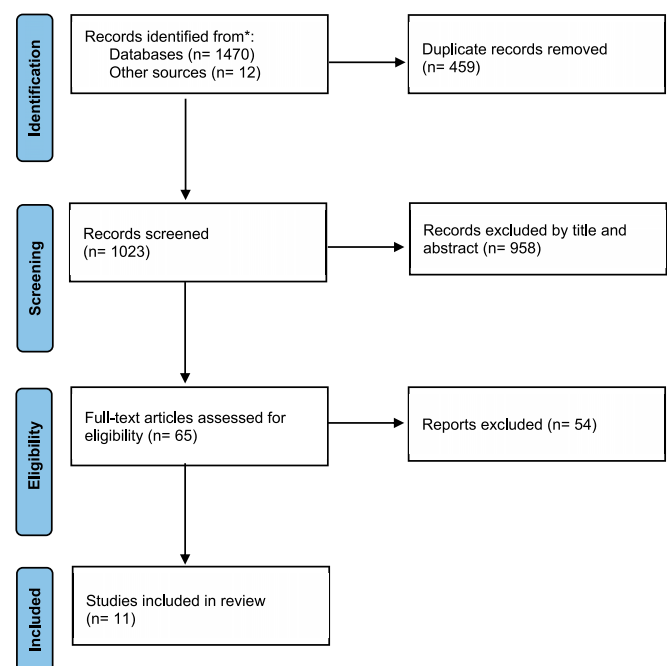 Identification
Records identified from*:
Databases (n= 1470)
Other sources (n = 12)
Duplicate records removed
(n= 459)
Screening
Records screened
(n= 1023)
Records excluded by title and
abstract (n= 958)
Eligibility
Full-text articles assessed for
eligibility (n= 65)
Reports excluded (n= 54)
Included
Studies included in review
(n= 11)